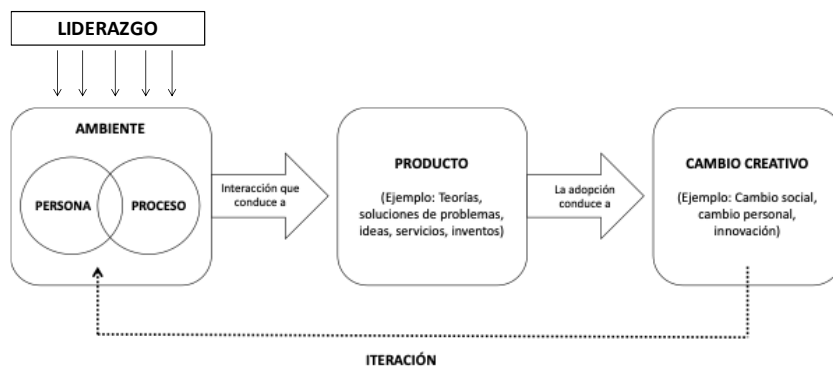 LIDERAZGO
AMBIENTE
PERSONA
PROCESO
Interacción que
conduce a
PRODUCTO
(Ejemplo: Teorías,
soluciones de problemas,
ideas, servicios, inventos)
La adopción
conduce a
CAMBIO CREATIVO
(Ejemplo: Cambio social,
cambio personal,
innovación)
ITERACIÓN